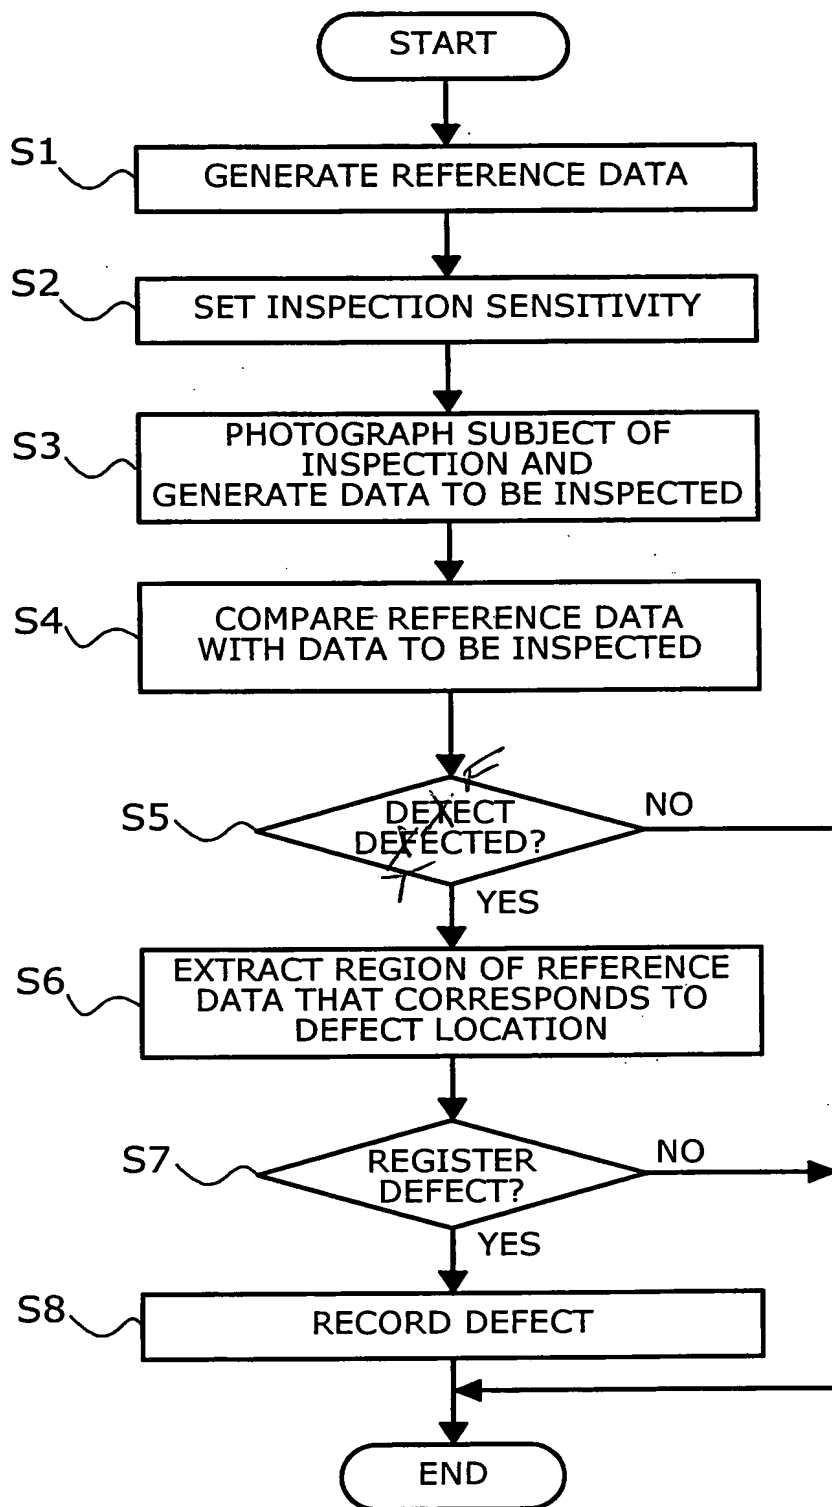 START
S1
GENERATE REFERENCE DATA
S2
SET INSPECTION SENSITIVITY
S3
PHOTOGRAPH SUBJECT OF
INSPECTION AND
GENERATE DATA TO BE INSPECTED
S4
COMPARE REFERENCE DATA
WITH DATA TO BE INSPECTED
F
S5
DETECT
DEFECTED?
T
NO
YES
S6
EXTRACT REGION OF REFERENCE
DATA THAT CORRESPONDS TO
DEFECT LOCATION
S7
REGISTER
DEFECT?
NO
YES
S8
RECORD DEFECT
END